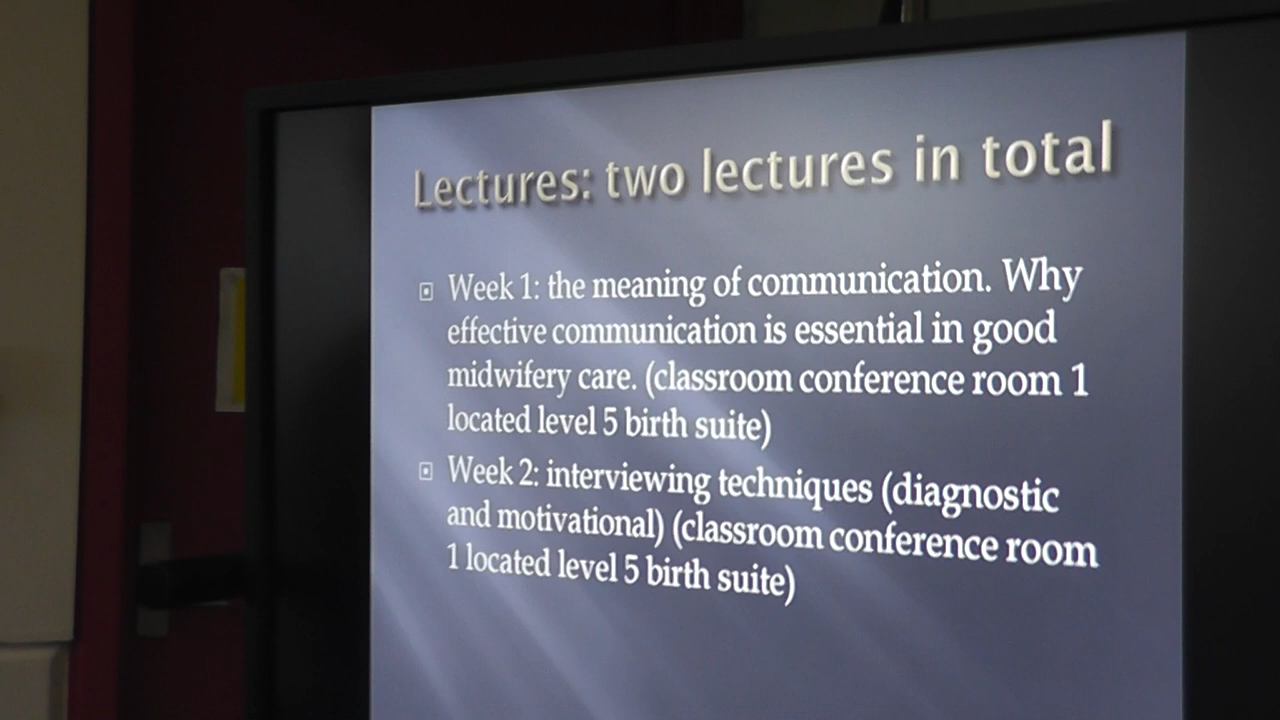 Lectures: two lectures in total
Week 1: the meaning of communication. Why
effective communication is essential in good
midwifery care. (classroom conference room 1
located level 5 birth suite)
Week 2: interviewing techniques (diagnostic
and motivational) (classroom conference room
1 located level 5 birth suite)